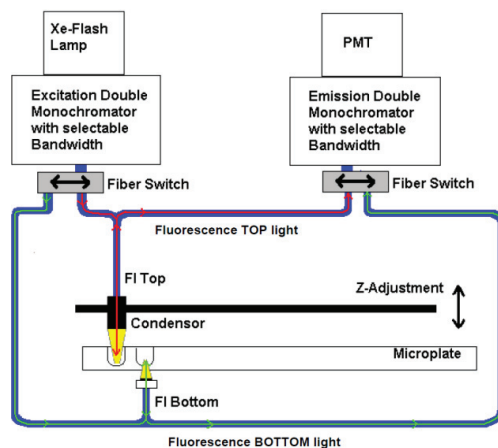 Xe-Flash
Lamp
PMT
Excitation Double
Monochromator
with selectable
Bandwidth
Emission Double
Monochromator
with selectable
Bandwidth
Fiber Switch
Fiber Switch
Fluorescence TOP light
Fl Top
Z-Adjustment
Condensor
Microplate
Fl Bottom
Fluorescence BOTTOM light